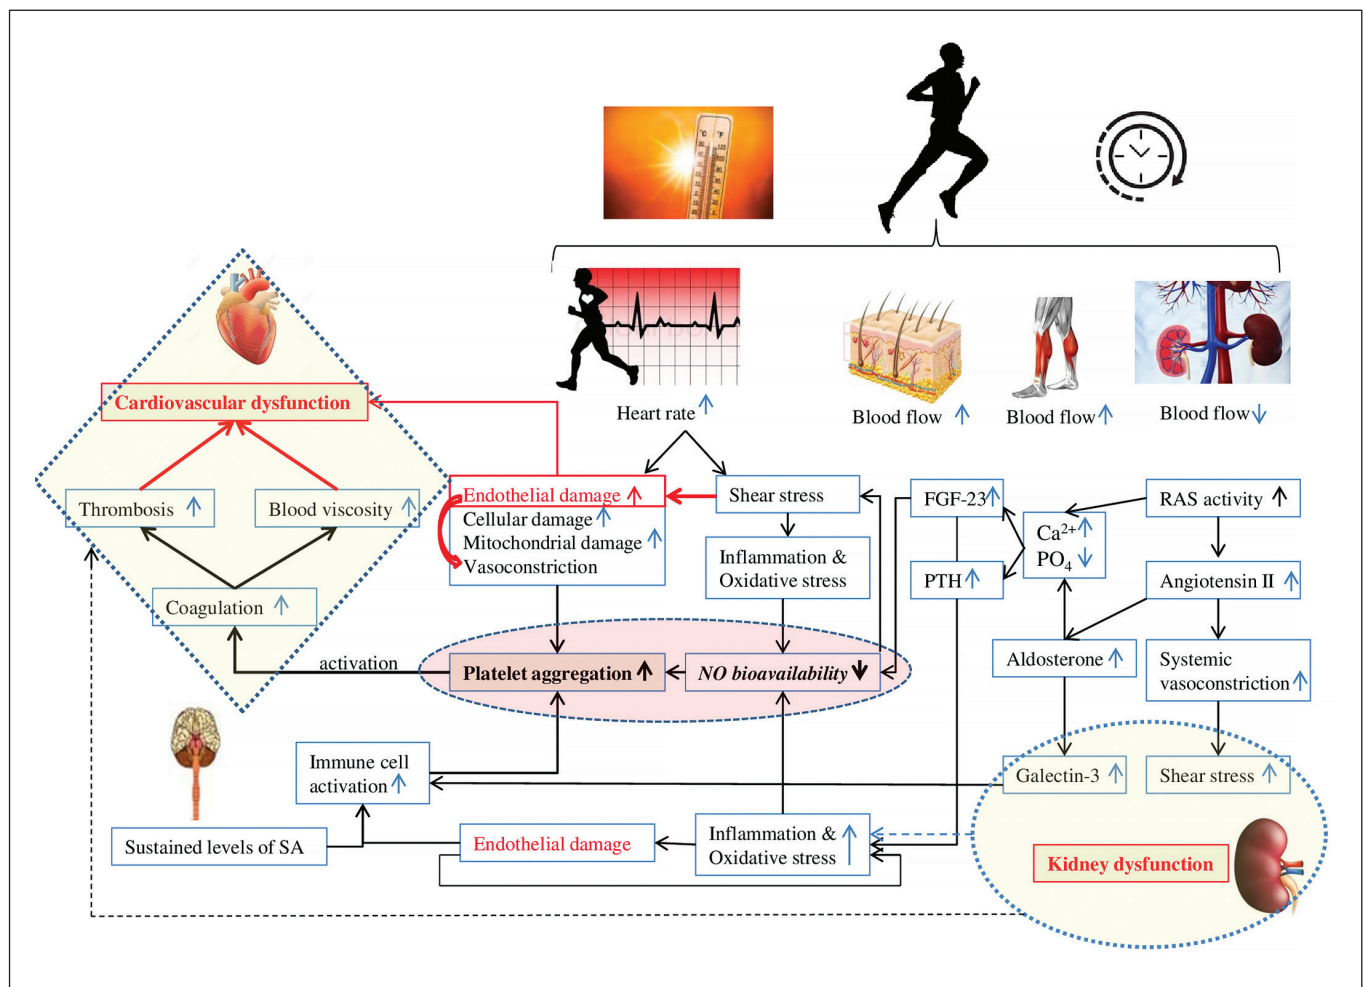 °C °F
Heart rate
Blood flow
Blood flow
Blood flow
Cardiovascular dysfunction
Thrombosis
Blood viscosity
Coagulation
activation
Endothelial damage
Cellular damage
Mitochondrial damage
Vasoconstriction
Shear stress
Inflammation &
Oxidative stress
FGF-23
PTH
Ca²⁺
PO₄
RAS activity
Angiotensin II
Aldosterone
Systemic
vasoconstriction
Platelet aggregation
NO bioavailability
Immune cell
activation
Sustained levels of SA
Endothelial damage
Inflammation &
Oxidative stress
Galectin-3
Shear stress
Kidney dysfunction